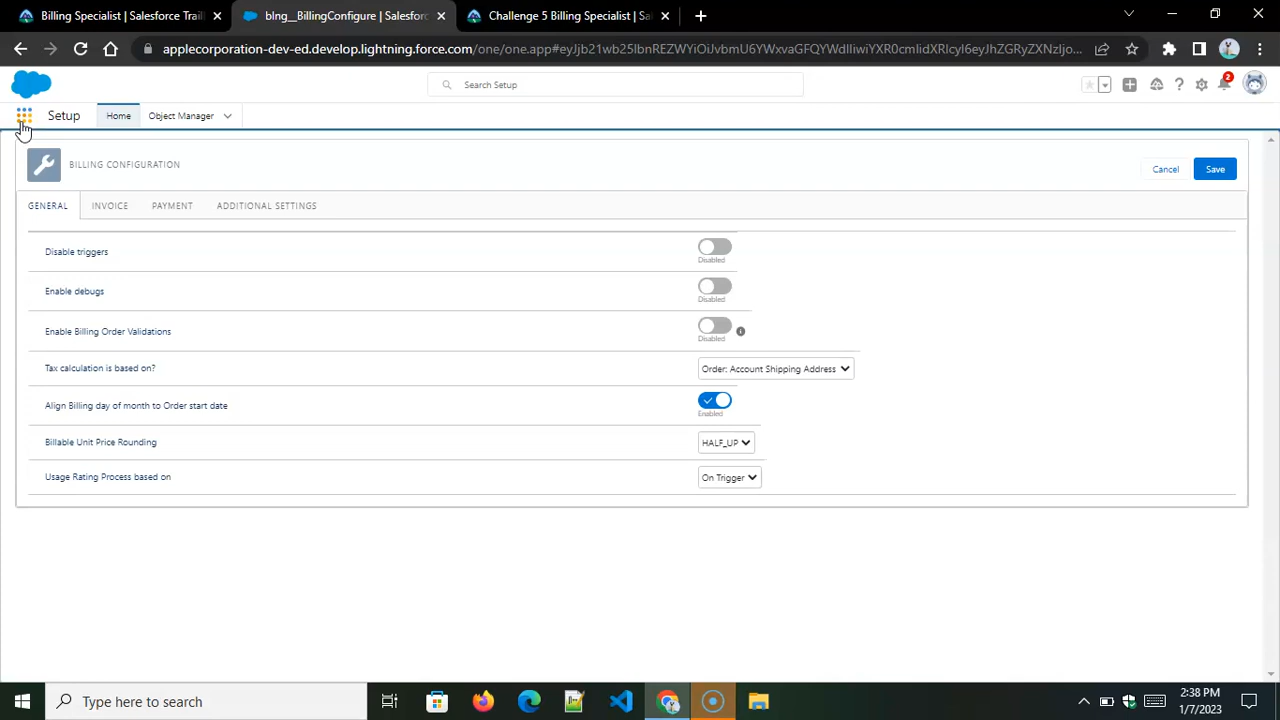 Billing Specialist | Salesforce Trail
blng__BillingConfigure | Salesfor
Challenge 5 Billing Specialist | Sa
applecorporation-dev-ed.develop.lightning.force.com/one/one.app#
Search Setup
2
Setup
Home
Object Manager
BILLING CONFIGURATION
Cancel
Save
GENERAL
INVOICE
PAYMENT
ADDITIONAL SETTINGS
Disable triggers
Disabled
Enable debugs
Disabled
Enable Billing Order Validations
Disabled
Tax calculation is based on?
Order: Account Shipping Address
Align Billing day of month to Order start date
Enabled
Billable Unit Price Rounding
HALF_UP
Usage Rating Process based on
On Trigger
Type here to search
2:38 PM
1/7/2023